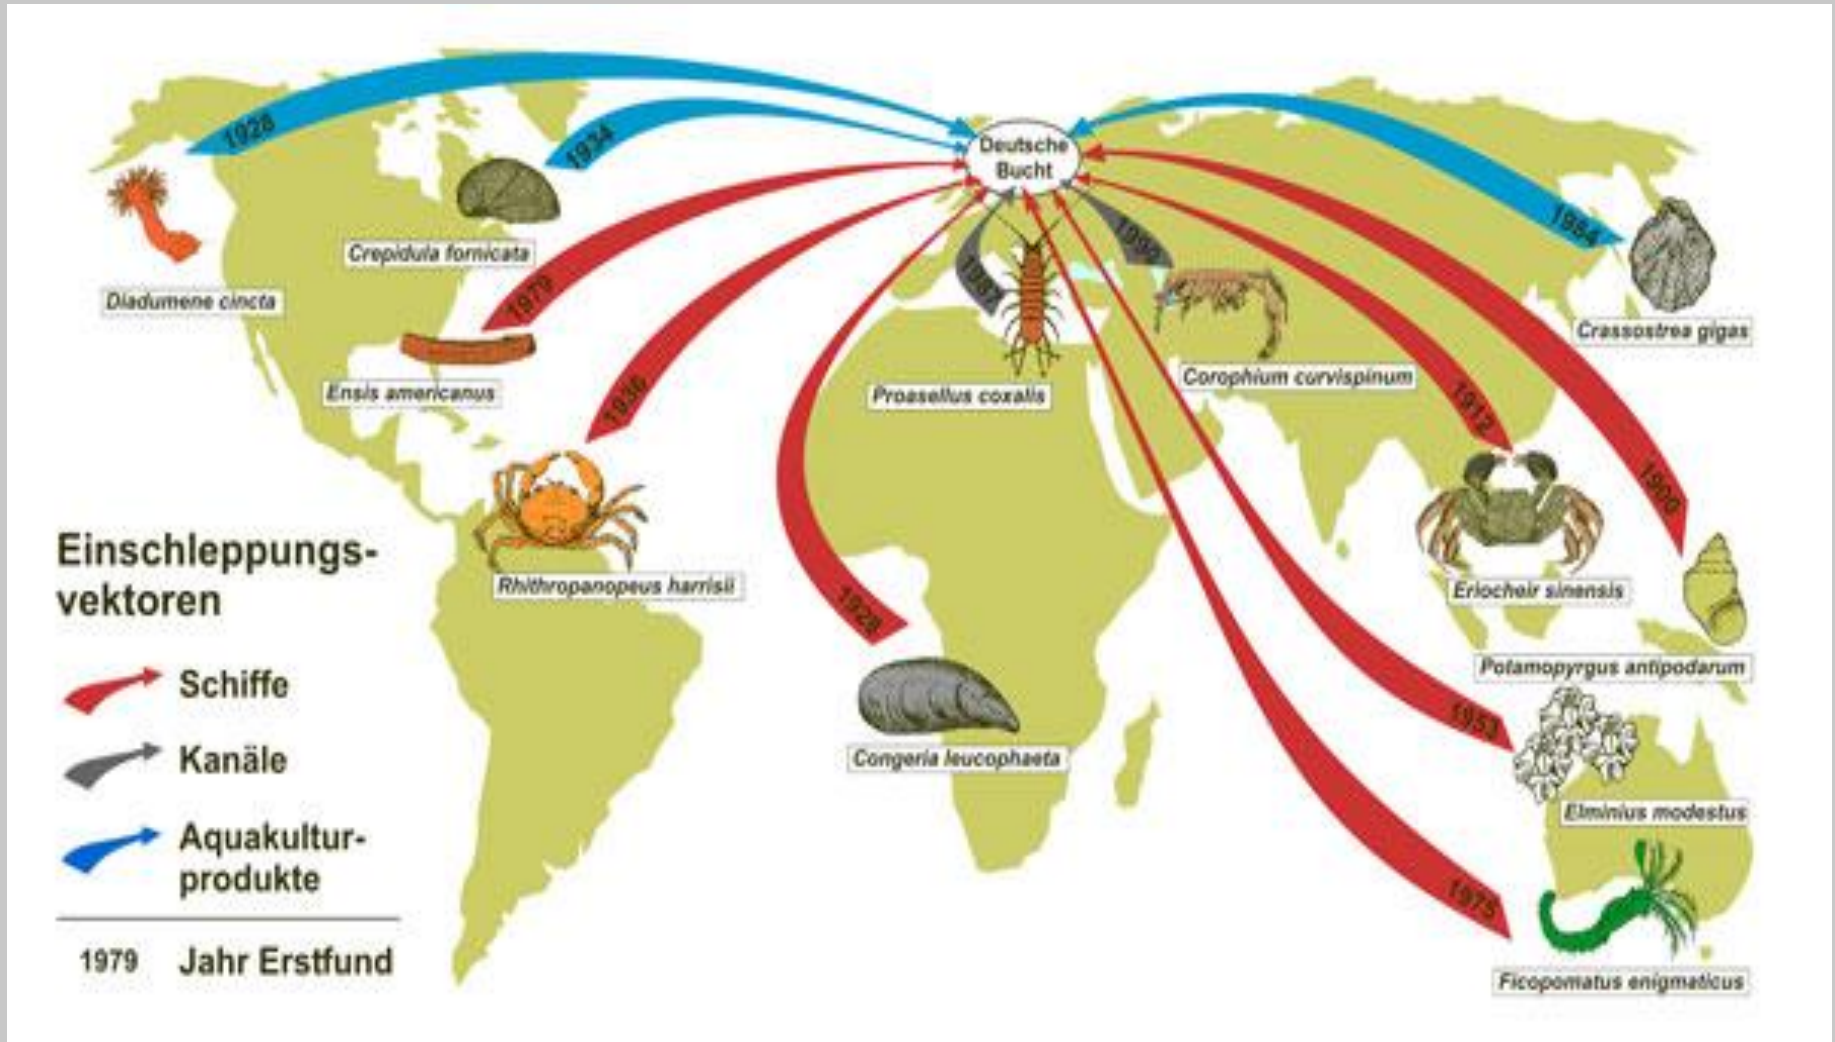 1928
1934
Deutsche
Bucht
1984
Crepidula fornicata
1979
Diadumene cincta
Crassostrea gigas
Ensis americanus
1936
Proasellus coxalis
Corophium curvispinum
1912
1900
Einschleppungs-
vektoren
Rhithropanopeus harrisii
Eriocheir sinensis
1928
Schiffe
Potamopyrgus antipodarum
1953
Kanäle
Congeria leucophaeta
Elminius modestus
Aquakultur-
produkte
1975
1979 Jahr Erstfund
Ficopomatus enigmaticus